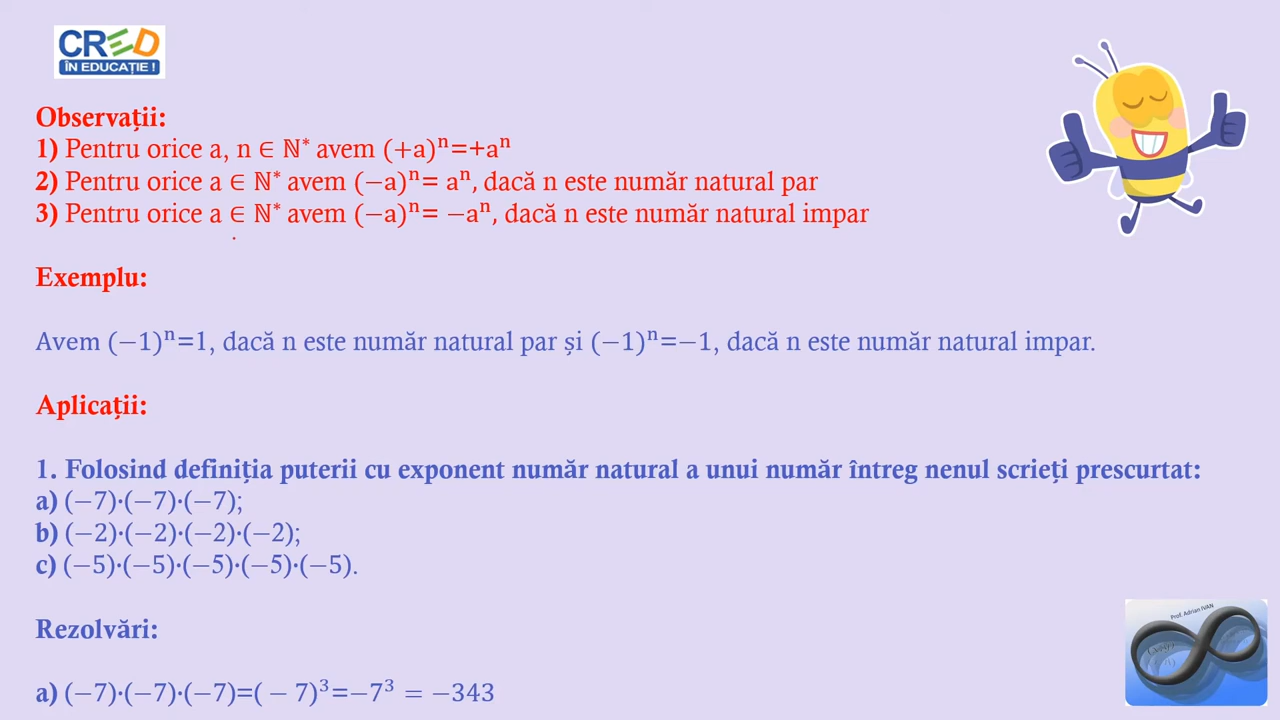 CRED
ÎN EDUCAȚIE !
Observații:
1) Pentru orice a, n ∈ ℕ* avem (+a)ⁿ=+aⁿ
2) Pentru orice a ∈ ℕ* avem (−a)ⁿ= aⁿ, dacă n este număr natural par
3) Pentru orice a ∈ ℕ* avem (−a)ⁿ= −aⁿ, dacă n este număr natural impar
Exemplu:
Avem (−1)ⁿ=1, dacă n este număr natural par și (−1)ⁿ=−1, dacă n este număr natural impar.
Aplicații:
1. Folosind definiția puterii cu exponent număr natural a unui număr întreg nenul scrieți prescurtat:
a) (−7)·(−7)·(−7);
b) (−2)·(−2)·(−2)·(−2);
c) (−5)·(−5)·(−5)·(−5)·(−5).
Rezolvări:
Prof. Adrian IVAN
a) (−7)·(−7)·(−7)=( − 7)³=−7³ = −343